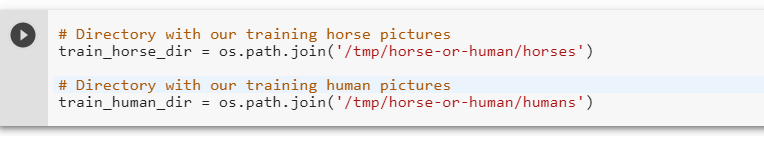 # Directory with our training horse pictures
train_horse_dir = os.path.join('/tmp/horse-or-human/horses')
# Directory with our training human pictures
train_human_dir = os.path.join('/tmp/horse-or-human/humans')